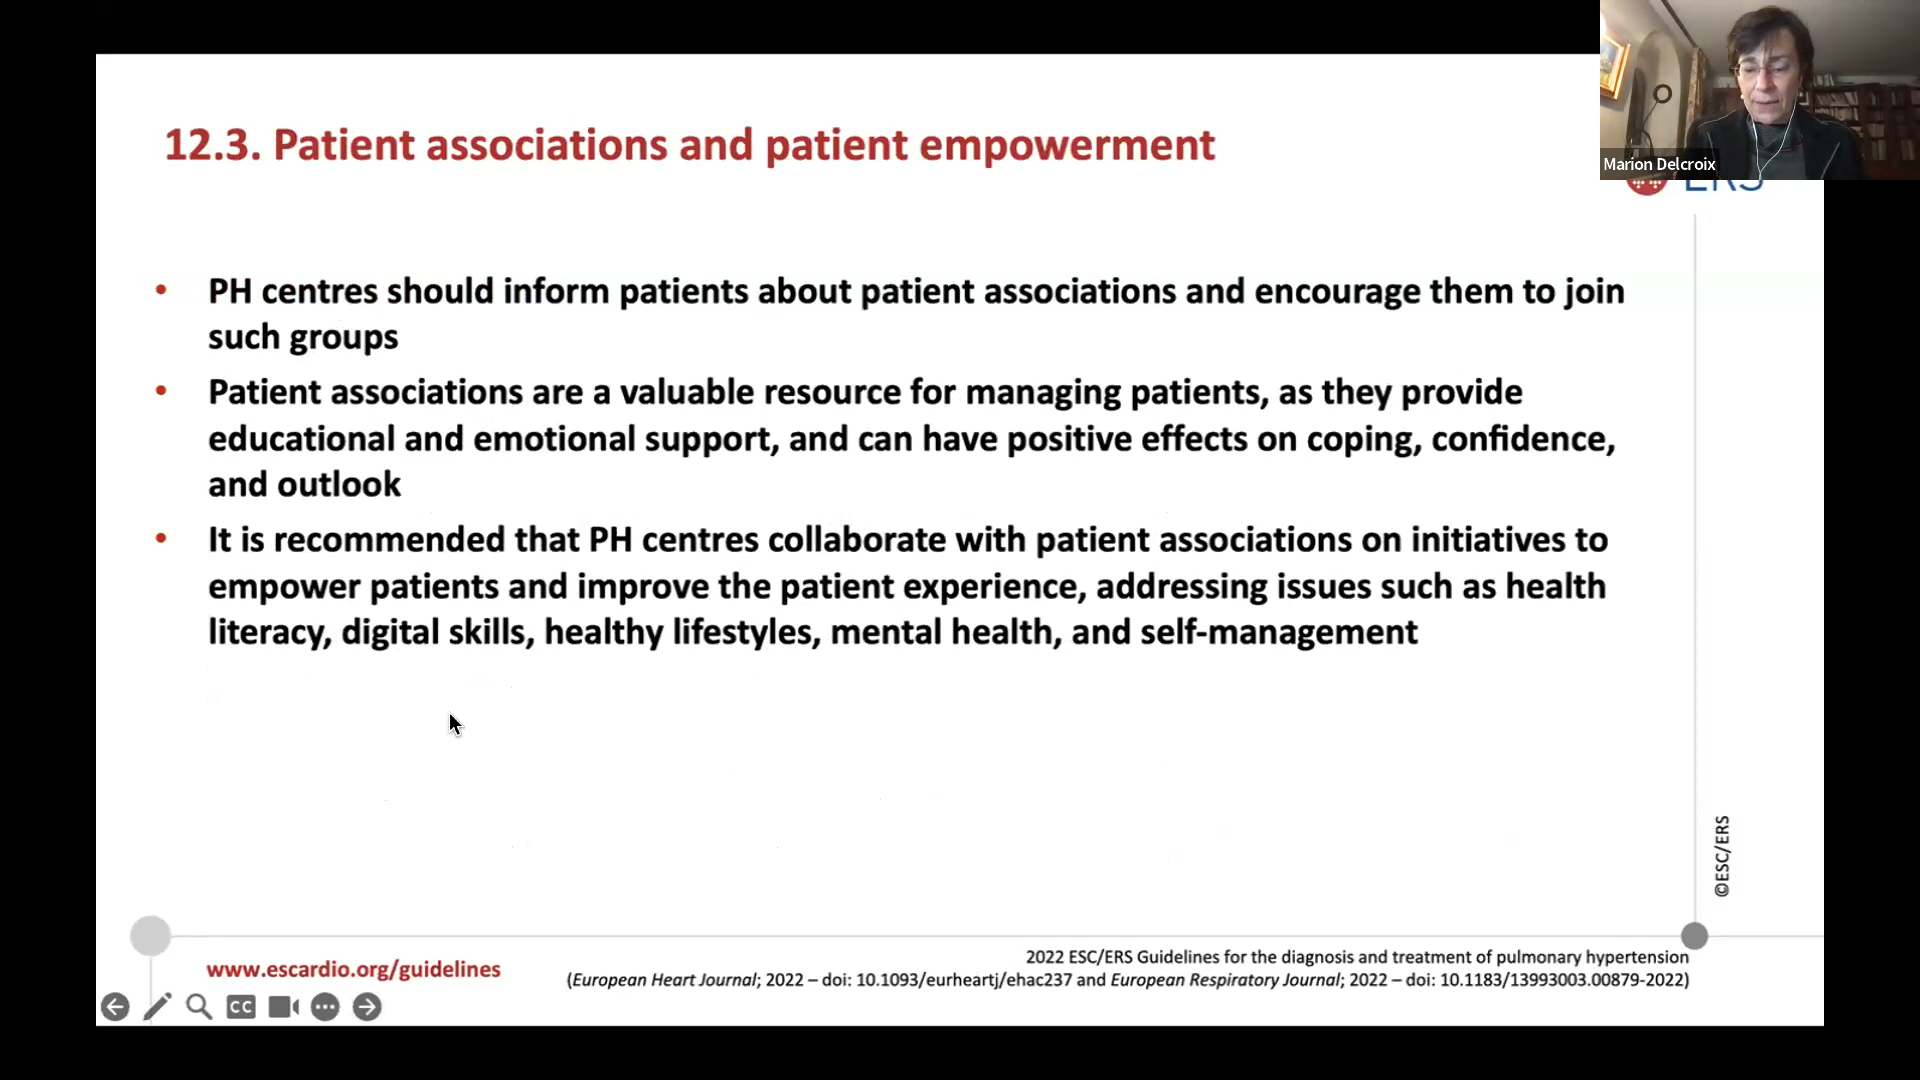 12.3. Patient associations and patient empowerment
Marion Delcroix
ERS
• PH centres should inform patients about patient associations and encourage them to join
such groups
• Patient associations are a valuable resource for managing patients, as they provide
educational and emotional support, and can have positive effects on coping, confidence,
and outlook
• It is recommended that PH centres collaborate with patient associations on initiatives to
empower patients and improve the patient experience, addressing issues such as health
literacy, digital skills, healthy lifestyles, mental health, and self-management
©ESC/ERS
www.escardio.org/guidelines
2022 ESC/ERS Guidelines for the diagnosis and treatment of pulmonary hypertension
(European Heart Journal; 2022 – doi: 10.1093/eurheartj/ehac237 and European Respiratory Journal; 2022 – doi: 10.1183/13993003.00879-2022)
CC